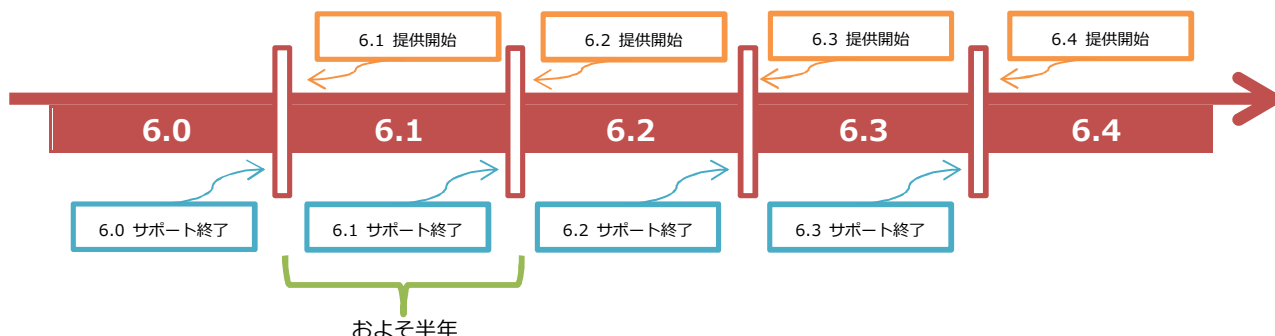 6.1 提供開始
6.2 提供開始
6.3 提供開始
6.4 提供開始
6.0
6.1
6.2
6.3
6.4
6.0 サポート終了
6.1 サポート終了
6.2 サポート終了
6.3 サポート終了
およそ半年